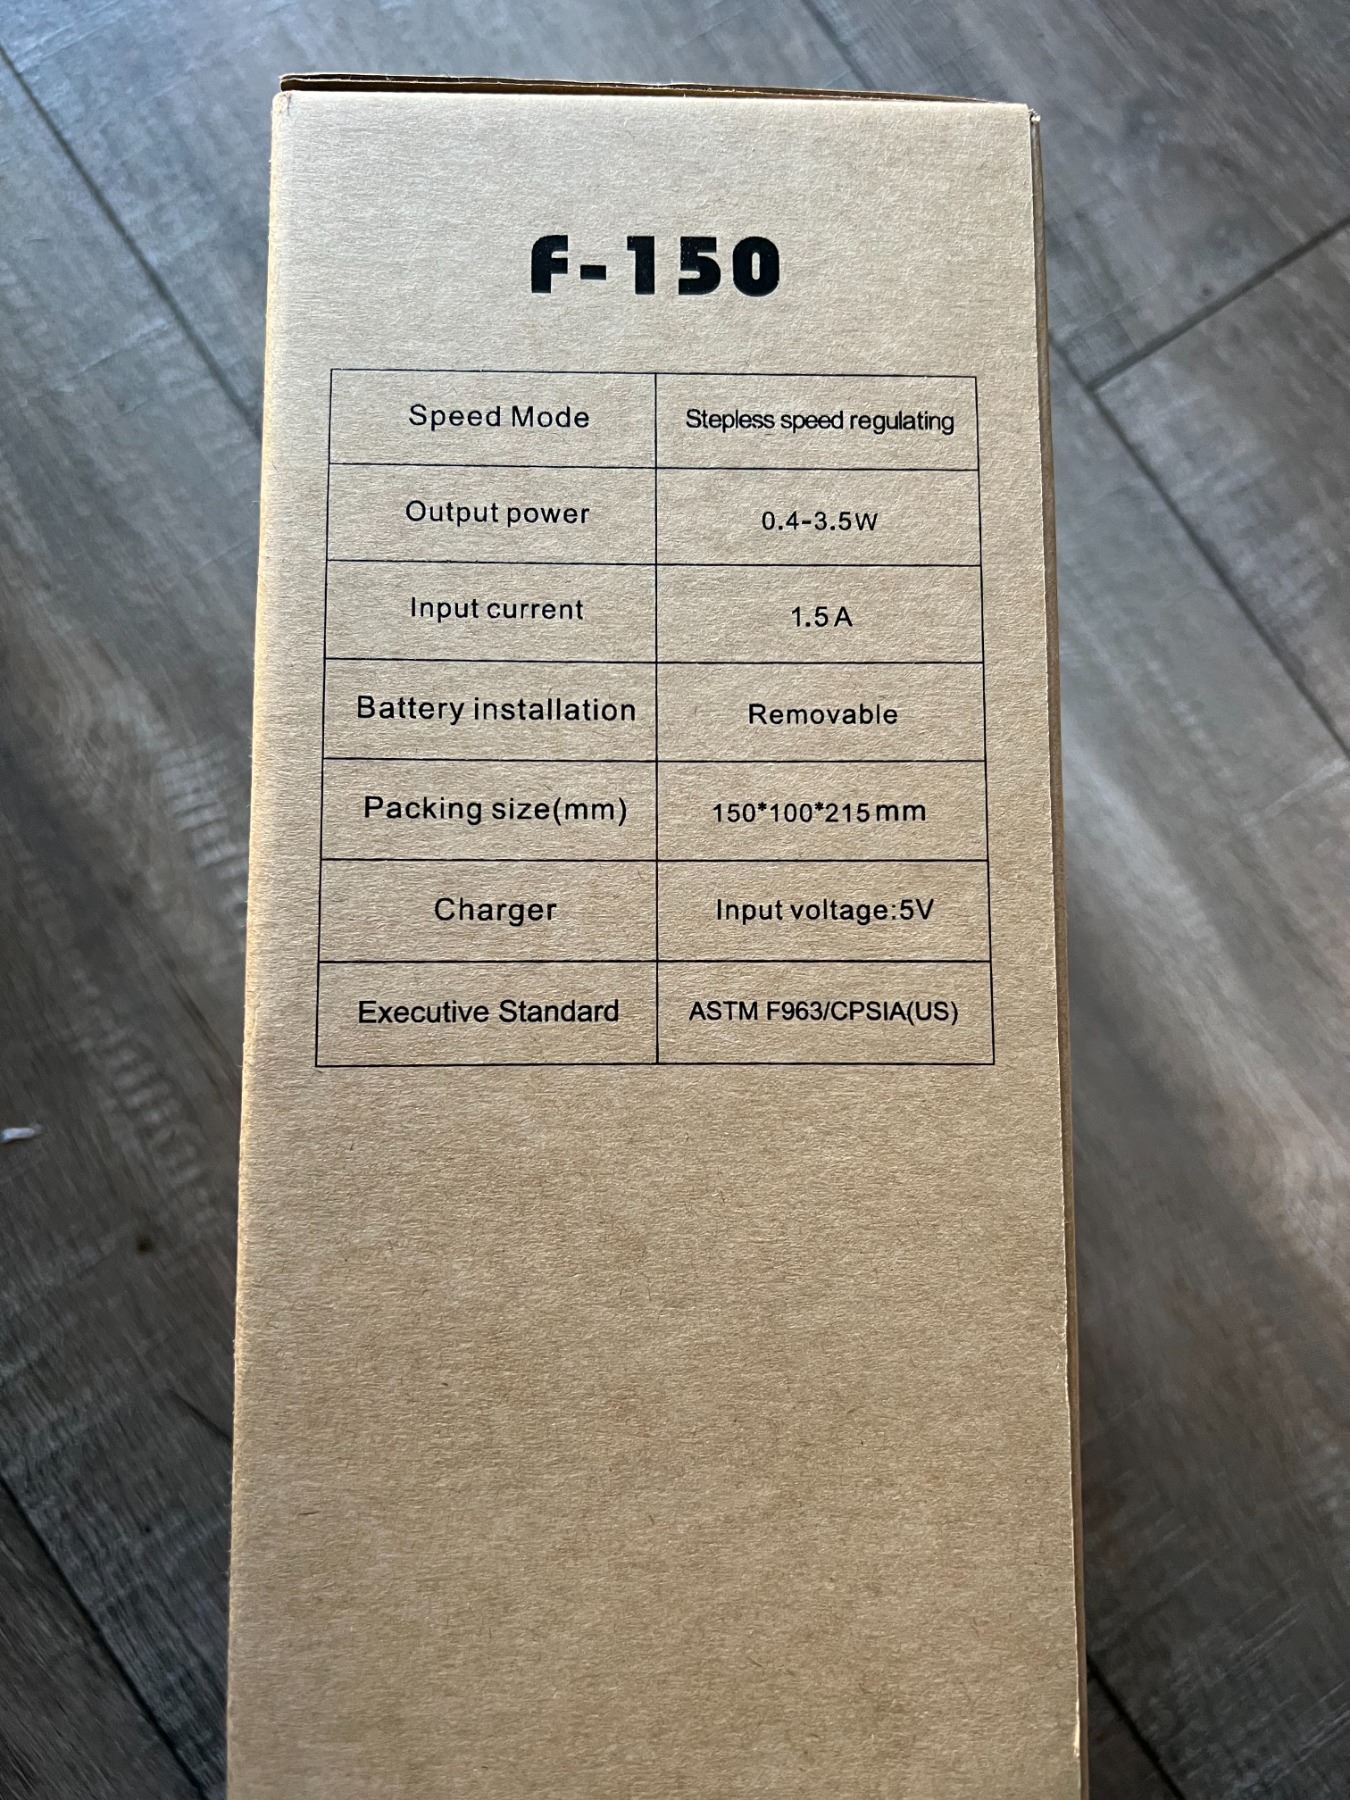 F-150
Speed Mode Stepless speed regulating
Output power 0.4-3.5W
Input current 1.5A
Battery installation Removable
Packing size(mm) 150*100*215mm
Charger Input voltage:5V
Executive Standard ASTM F963/CPSIA(US)